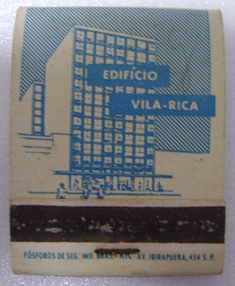 EDIFÍCIO
VILA-RICA
FÓSFOROS DE SEG. IND. BRAS. AV. IBIRAPUERA, 454 S. P.